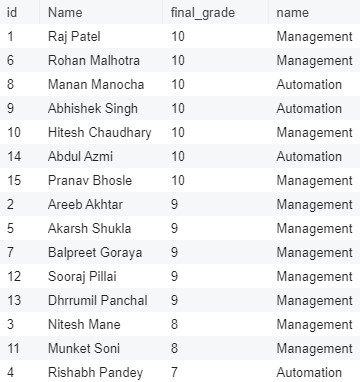 id Name final_grade name
1 Raj Patel 10 Management
6 Rohan Malhotra 10 Management
8 Manan Manocha 10 Automation
9 Abhishek Singh 10 Automation
10 Hitesh Chaudhary 10 Management
14 Abdul Azmi 10 Automation
15 Pranav Bhosle 10 Management
2 Areeb Akhtar 9 Management
5 Akarsh Shukla 9 Management
7 Balpreet Goraya 9 Management
12 Sooraj Pillai 9 Management
13 Dhrrumil Panchal 9 Management
3 Nitesh Mane 8 Management
11 Munket Soni 8 Management
4 Rishabh Pandey 7 Automation